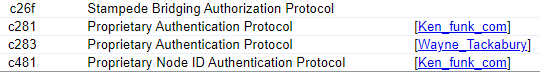 c26f Stampede Bridging Authorization Protocol
c281 Proprietary Authentication Protocol [Ken_funk_com]
c283 Proprietary Authentication Protocol [Wayne_Tackabury]
c481 Proprietary Node ID Authentication Protocol [Ken_funk_com]